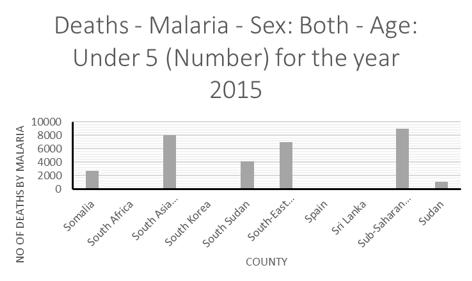 Deaths - Malaria - Sex: Both - Age:
Under 5 (Number) for the year
2015
NO OF DEATHS BY MALARIA
10000
8000
6000
4000
2000
0
Somalia
South Africa
South Asia...
South Korea
South Sudan
South-East...
Spain
Sri Lanka
Sub-Saharan...
Sudan
COUNTY